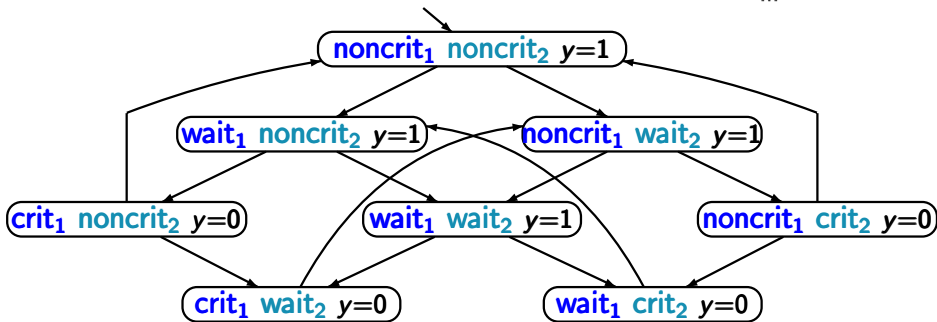 noncrit₁ noncrit₂ y=1
wait₁ noncrit₂ y=1
noncrit₁ wait₂ y=1
crit₁ noncrit₂ y=0
wait₁ wait₂ y=1
noncrit₁ crit₂ y=0
crit₁ wait₂ y=0
wait₁ crit₂ y=0